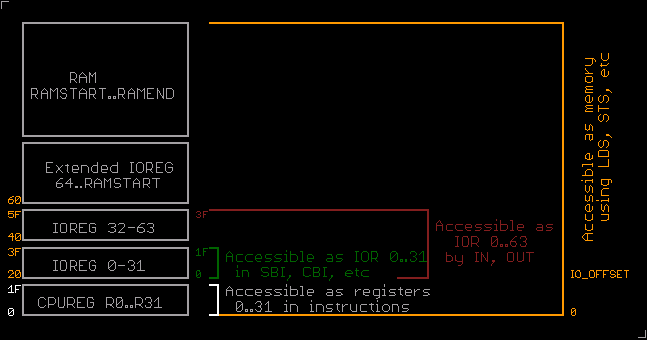 RAM
RAMSTART..RAMEND
Extended IOREG
64..RAMSTART
60
5F
IOREG 32-63
40
3F
IOREG 0-31
20
1F
CPUREG R0..R31
0
3F
1F
0
Accessible as IOR 0..31
in SBI, CBI, etc
Accessible as registers
0..31 in instructions
Accessible as
IOR 0..63
by IN, OUT
IO_OFFSET
0
Accessible as memory
using LDS, STS, etc